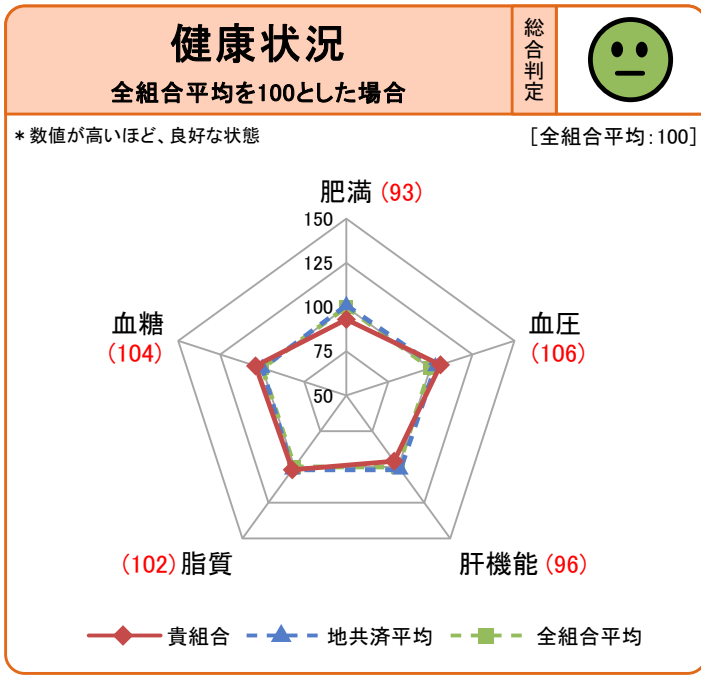 健康状況
全組合平均を100とした場合
総合判定
*数値が高いほど、良好な状態
[全組合平均:100]
肥満(93)
150
125
100
75
50
血糖
(104)
血圧
(106)
(102)脂質
肝機能(96)
貴組合
地共済平均
全組合平均